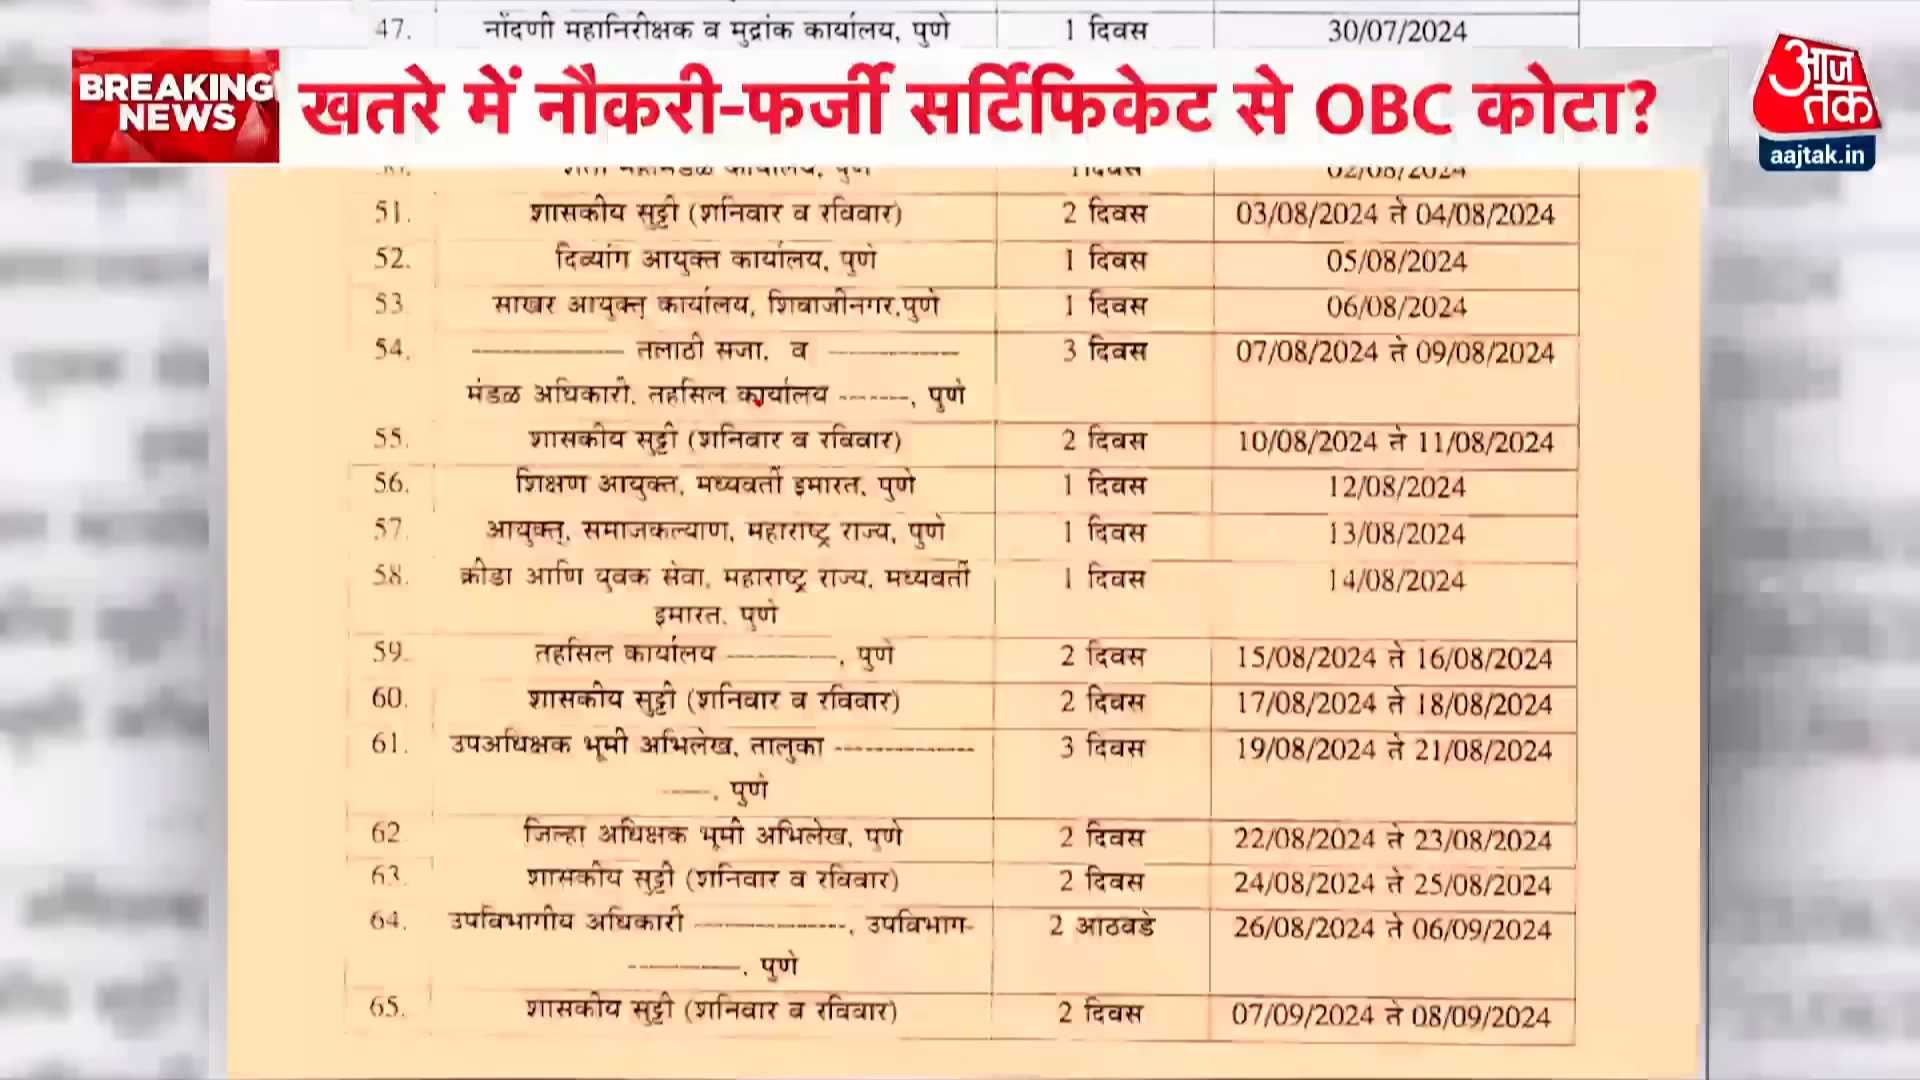 47. नोंदणी महानिरीक्षक व मुद्रांक कार्यालय, पुणे 1 दिवस 30/07/2024
BREAKING NEWS
खतरे में नौकरी-फर्जी सर्टिफिकेट से OBC कोटा?
आज तक
aajtak.in
कार्यालय, पुणे 1 दिवस 02/08/2024
51. शासकीय सुट्टी (शनिवार व रविवार) 2 दिवस 03/08/2024 ते 04/08/2024
52. दिव्यांग आयुक्त कार्यालय, पुणे 1 दिवस 05/08/2024
53 साखर आयुक्त् कार्यालय, शिवाजीनगर,पुणे 1 दिवस 06/08/2024
54. ---------- तलाठी सजा. व ---------- 3 दिवस 07/08/2024 ते 09/08/2024
मंडळ अधिकारी, तहसिल कार्यालय -------, पुणे
55. शासकीय सुट्टी (शनिवार व रविवार) 2 दिवस 10/08/2024 ते 11/08/2024
56. शिक्षण आयुक्त, मध्यवर्ती इमारत, पुणे 1 दिवस 12/08/2024
57. आयुक्त्, समाजकल्याण, महाराष्ट्र राज्य, पुणे 1 दिवस 13/08/2024
58. क्रीडा आणि युवक सेवा, महाराष्ट्र राज्य, मध्यवर्ती 1 दिवस 14/08/2024
इमारत, पुणे
59. तहसिल कार्यालय ----------, पुणे 2 दिवस 15/08/2024 ते 16/08/2024
60. शासकीय सुट्टी (शनिवार व रविवार) 2 दिवस 17/08/2024 ते 18/08/2024
61. उपअधिक्षक भूमी अभिलेख, तालुका ------------- 3 दिवस 19/08/2024 ते 21/08/2024
----, पुणे
62. जिल्हा अधिक्षक भूमी अभिलेख, पुणे 2 दिवस 22/08/2024 ते 23/08/2024
63. शासकीय सुट्टी (शनिवार व रविवार) 2 दिवस 24/08/2024 ते 25/08/2024
64. उपविभागीय अधिकारी -------------, उपविभाग- 2 आठवडे 26/08/2024 ते 06/09/2024
----------, पुणे
65. शासकीय सुट्टी (शनिवार व रविवार) 2 दिवस 07/09/2024 ते 08/09/2024